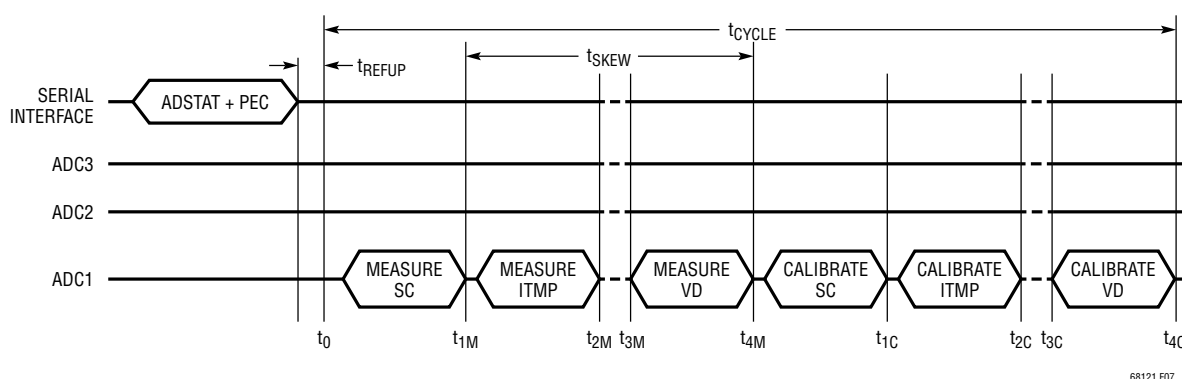 tCYCLE
tSKEW
tREFUP
SERIAL
INTERFACE
ADSTAT + PEC
ADC3
ADC2
ADC1
MEASURE
SC
MEASURE
ITMP
MEASURE
VD
CALIBRATE
SC
CALIBRATE
ITMP
CALIBRATE
VD
t0 t1M t2M t3M t4M t1C t2C t3C t4C
68121 F07